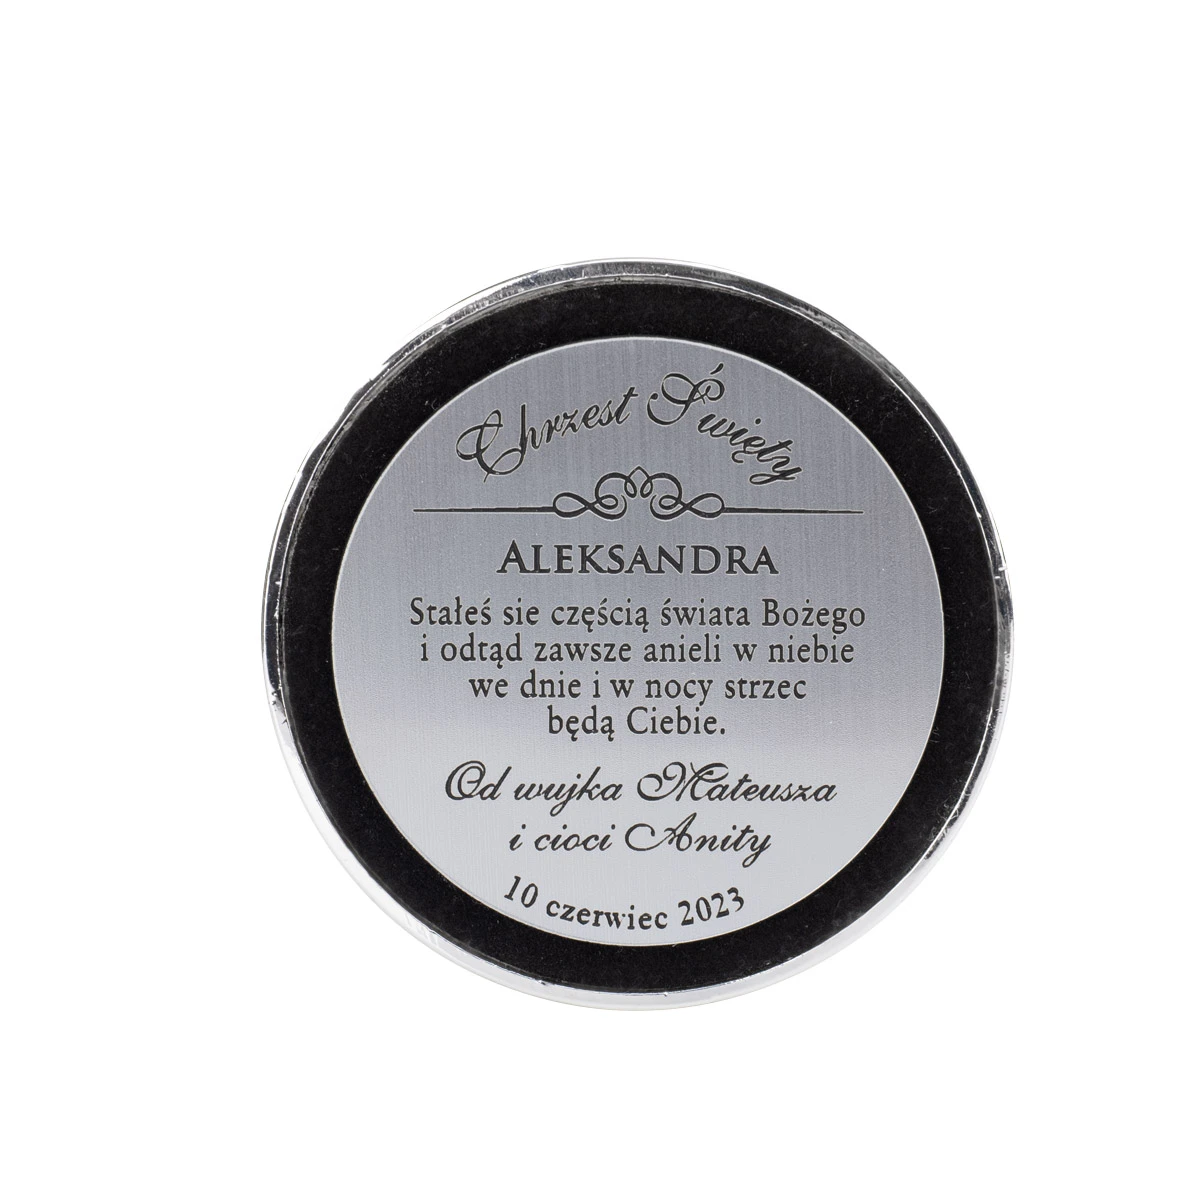 Chrzest Święty
ALEKSANDRA
Stałeś sie częścią świata Bożego
i odtąd zawsze anieli w niebie
we dnie i w nocy strzec
będą Ciebie.
Od wujka Mateusza
i cioci Anity
10 czerwiec 2023